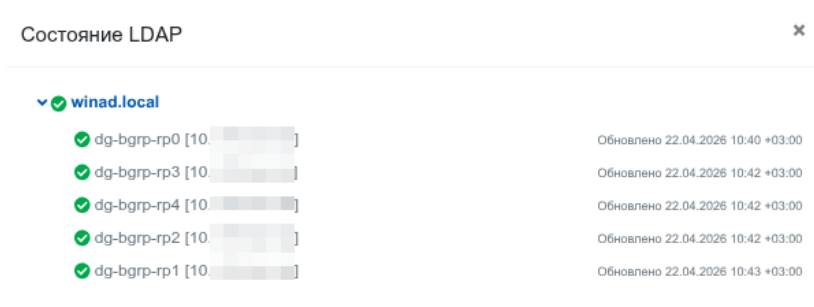 Состояние LDAP ×
winad.local
dg-bgrp-rp0 [10. ] Обновлено 22.04.2026 10:40 +03:00
dg-bgrp-rp3 [10. ] Обновлено 22.04.2026 10:42 +03:00
dg-bgrp-rp4 [10. ] Обновлено 22.04.2026 10:42 +03:00
dg-bgrp-rp2 [10. ] Обновлено 22.04.2026 10:42 +03:00
dg-bgrp-rp1 [10. ] Обновлено 22.04.2026 10:43 +03:00